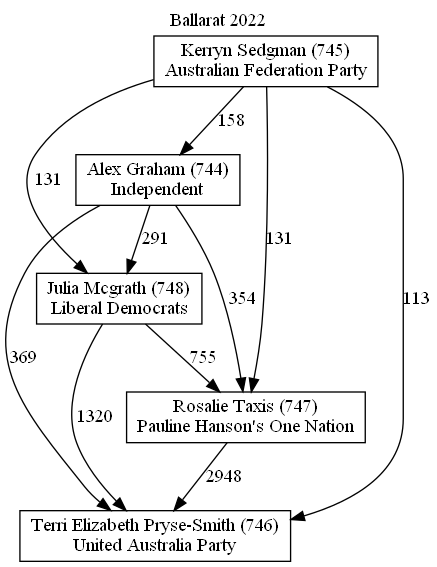 Ballarat 2022
Kerryn Sedgman (745)
Australian Federation Party
158
Alex Graham (744)
Independent
131
291
131
Julia Mcgrath (748)
Liberal Democrats
354
113
369
755
1320
Rosalie Taxis (747)
Pauline Hanson's One Nation
2948
Terri Elizabeth Pryse-Smith (746)
United Australia Party